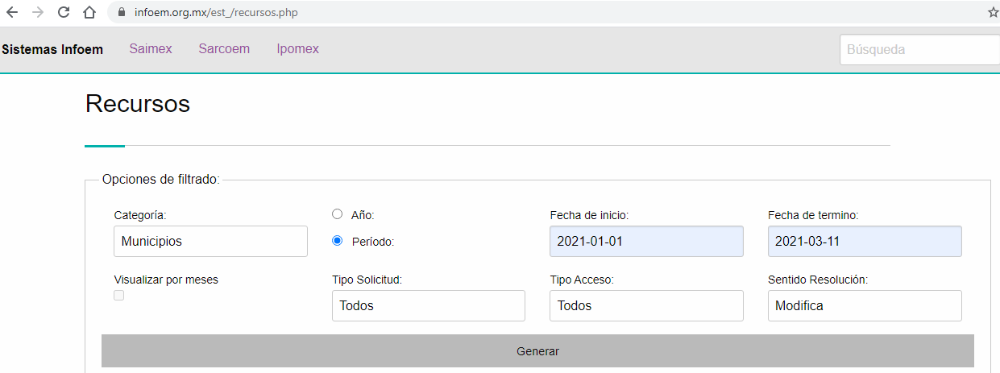 infoem.org.mx/est_/recursos.php
Sistemas Infoem Saimex Sarcoem Ipomex Búsqueda
Recursos
Opciones de filtrado:
Categoría: Año: Fecha de inicio: Fecha de termino:
Municipios Período: 2021-01-01 2021-03-11
Visualizar por meses Tipo Solicitud: Tipo Acceso: Sentido Resolución:
Todos Todos Modifica
Generar